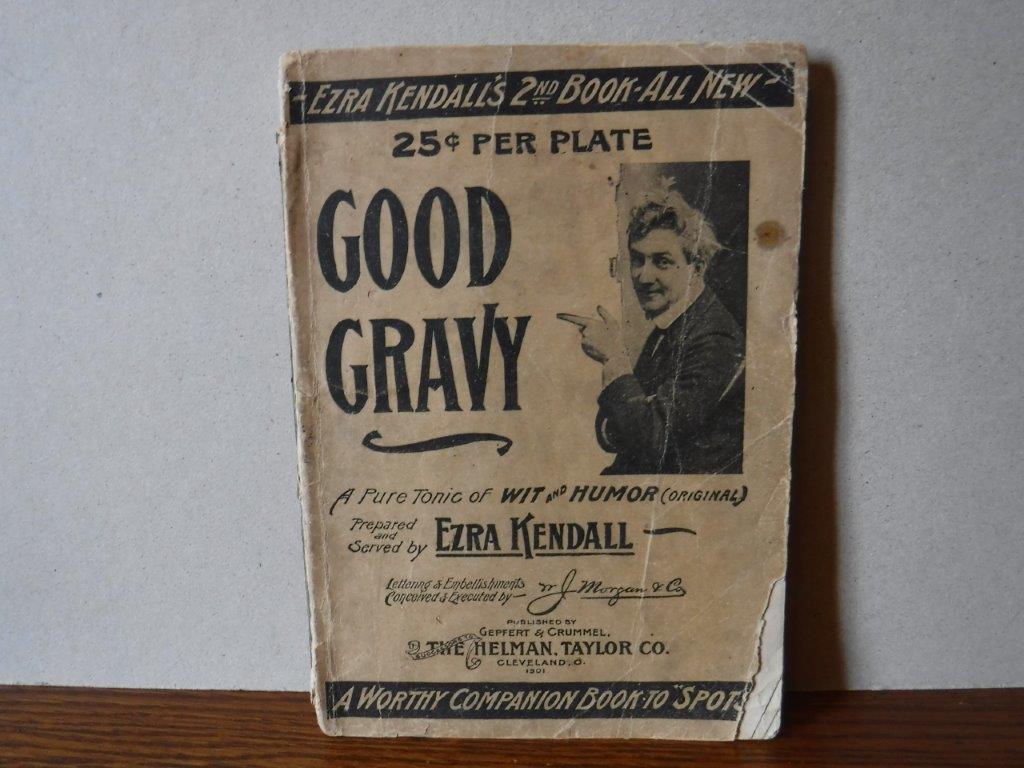 -EZRA KENDALL'S 2ND BOOK-ALL NEW-
25¢ PER PLATE
GOOD
GRAVY
A Pure Tonic of WIT AND HUMOR (ORIGINAL)
Prepared
and
Served by EZRA KENDALL
Lettering & Embellishments
Conceived & Executed by— W J Morgan & Co
PUBLISHED BY
GEPFERT & CRUMMEL,
SUCCESSORS TO
THE HELMAN, TAYLOR CO.
CLEVELAND, O.
1901
A WORTHY COMPANION BOOK-TO "SPOTS